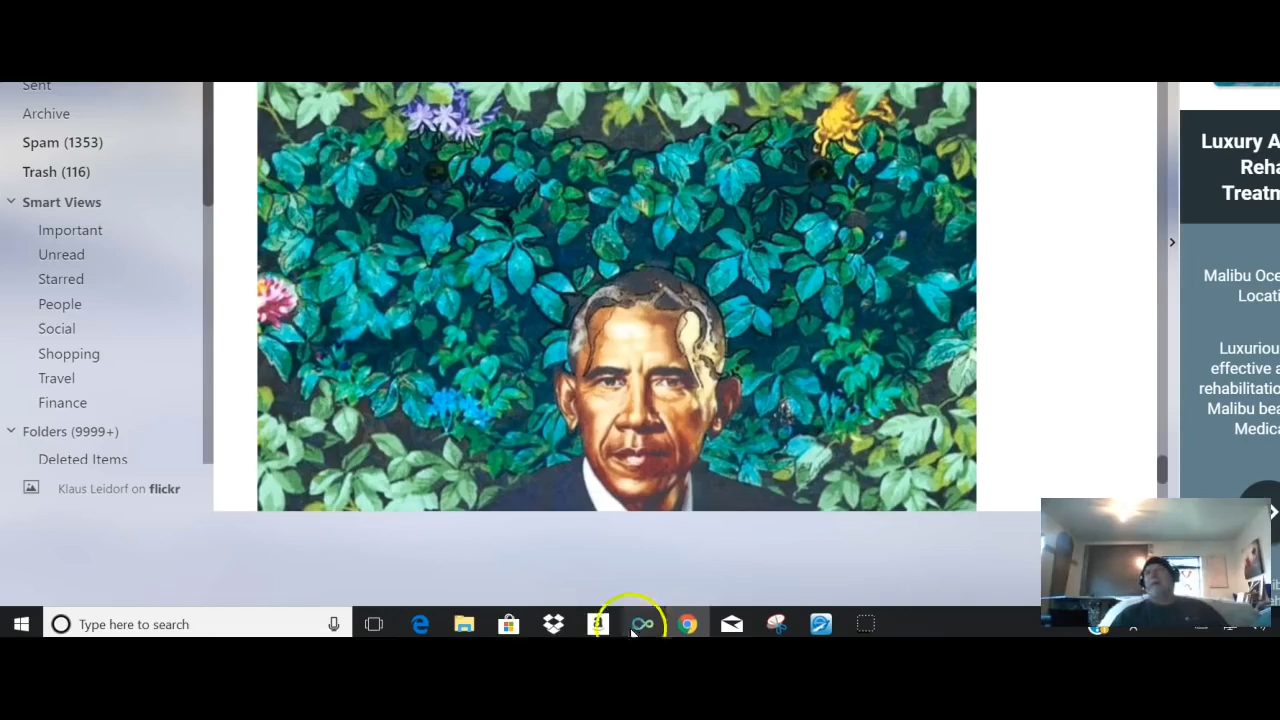 Sent
Archive
Spam (1353)
Trash (116)
Smart Views
Important
Unread
Starred
People
Social
Shopping
Travel
Finance
Folders (9999+)
Deleted Items
Klaus Leidorf on flickr
Luxury A
Reha
Treatm
Malibu Oce
Locati
Luxuriou
effective a
rehabilitatio
Malibu bea
Medica
Type here to search